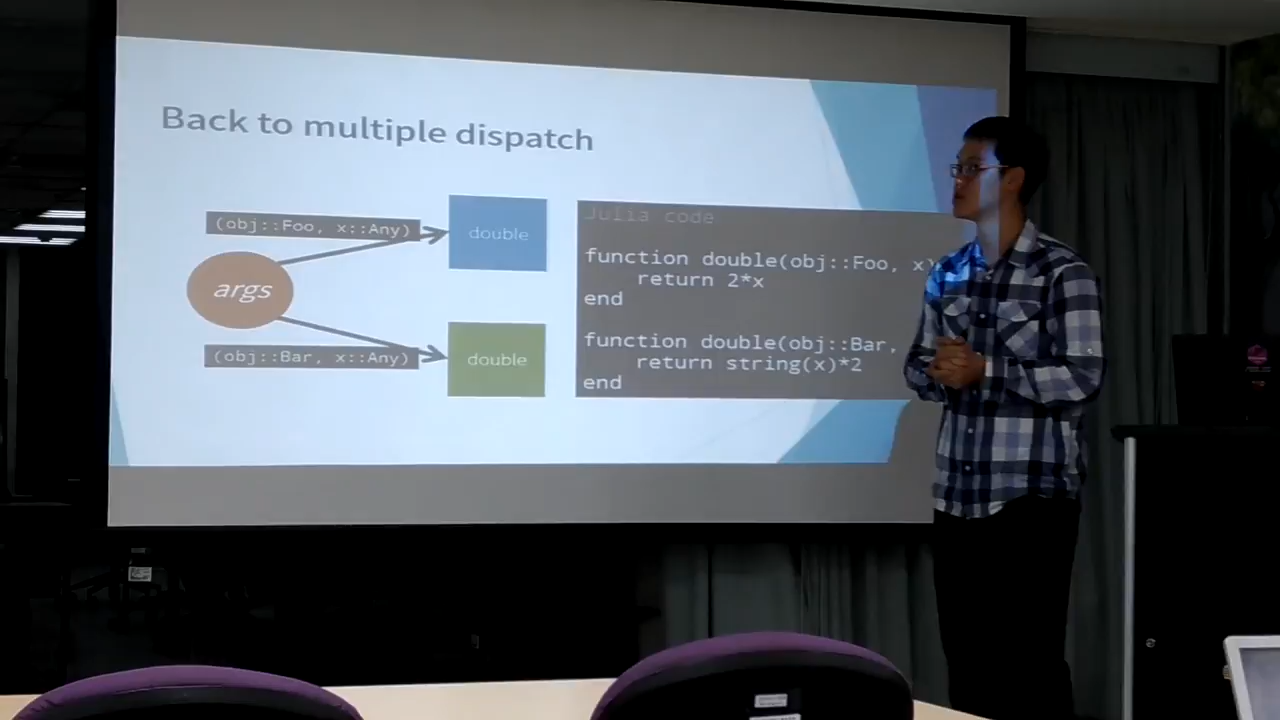 Back to multiple dispatch
(obj::Foo, x::Any)
double
args
(obj::Bar, x::Any)
double
Julia code
function double(obj::Foo, x)
return 2*x
end
function double(obj::Bar,
return string(x)*2
end